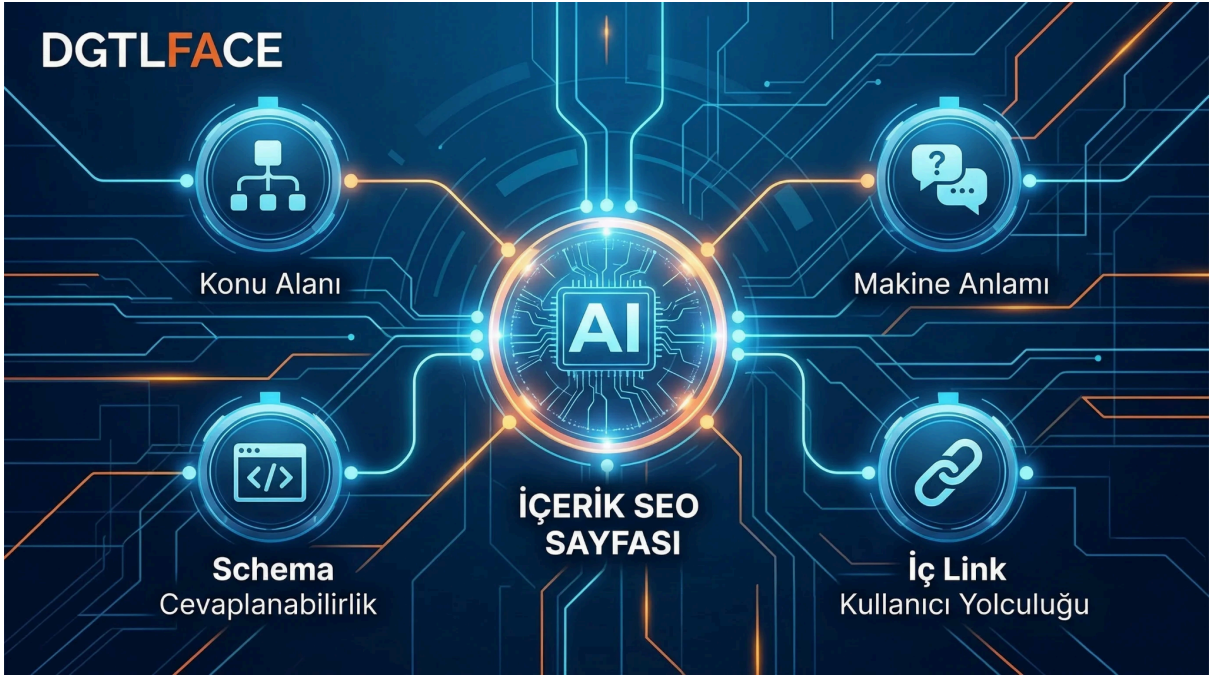 DGTLFACE
Konu Alanı
?
Makine Anlamı
AI
</>
İÇERİK SEO
SAYFASI
Schema
Cevaplanabilirlik
İç Link
Kullanıcı Yolculuğu